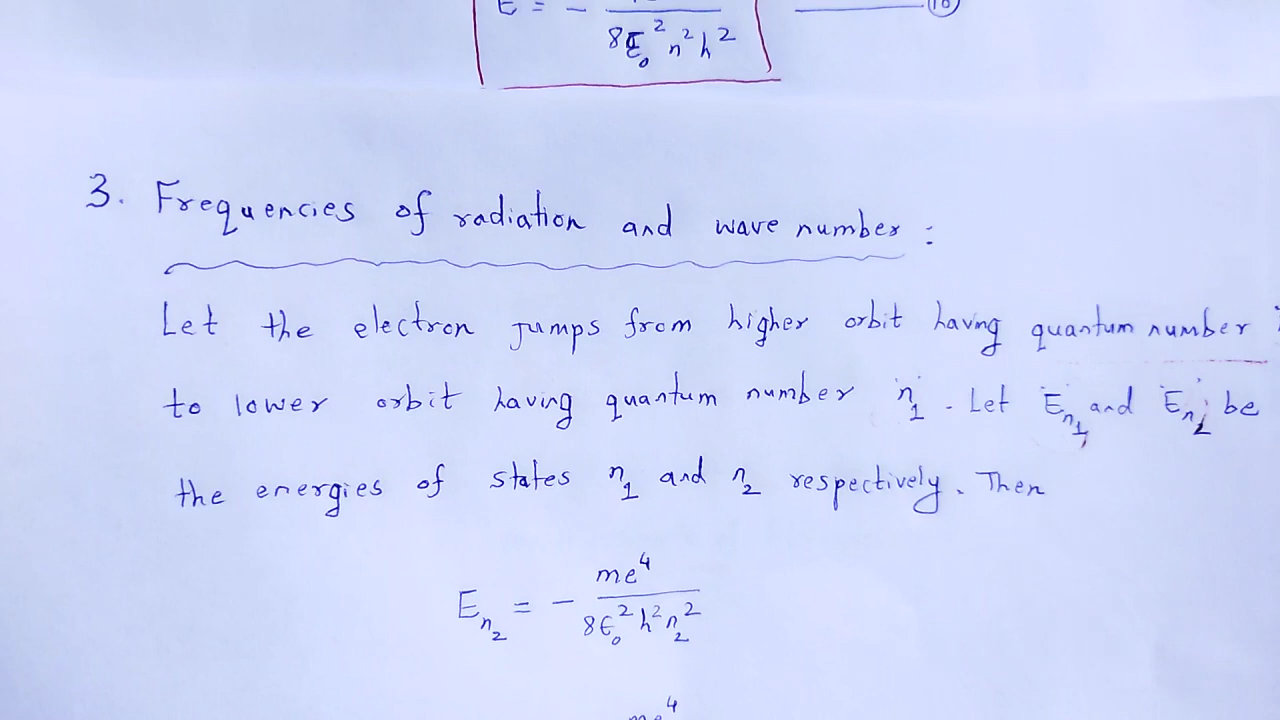 E = - / 8ε₀²n²h² ——— 10
3. Frequencies of radiation and wave number :
Let the electron jumps from higher orbit having quantum number
to lower orbit having quantum number 'n₁'. Let 'Eₙ₁' and 'Eₙ₂' be
the energies of states n₁ and n₂ respectively. Then
Eₙ₂ = - me⁴ / 8ε₀²h²n₂²
me⁴